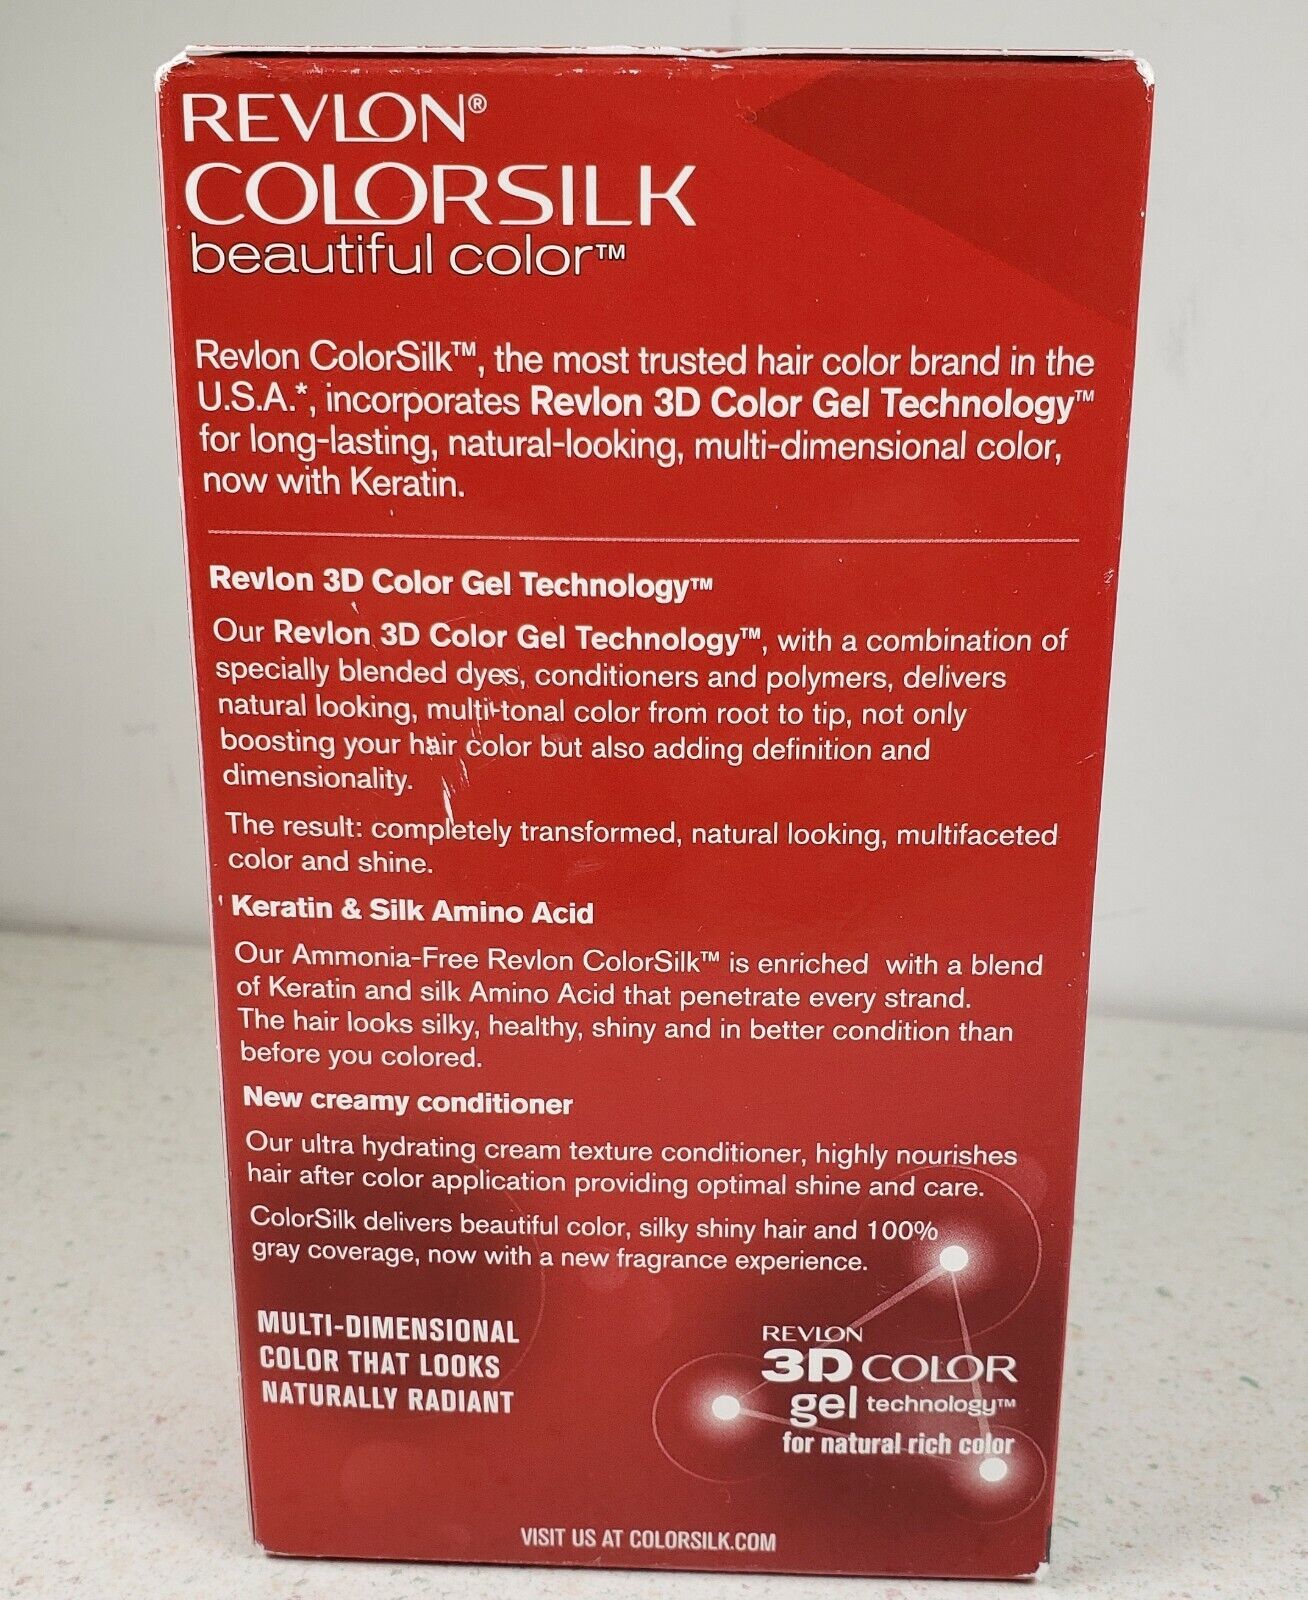 REVLON®
COLORSILK
beautiful color™
Revlon ColorSilk™, the most trusted hair color brand in the
U.S.A.*, incorporates Revlon 3D Color Gel Technology™
for long-lasting, natural-looking, multi-dimensional color,
now with Keratin.
Revlon 3D Color Gel Technology™
Our Revlon 3D Color Gel Technology™, with a combination of
specially blended dyes, conditioners and polymers, delivers
natural looking, multi-tonal color from root to tip, not only
boosting your hair color but also adding definition and
dimensionality.
The result: completely transformed, natural looking, multifaceted
color and shine.
Keratin & Silk Amino Acid
Our Ammonia-Free Revlon ColorSilk™ is enriched with a blend
of Keratin and silk Amino Acid that penetrate every strand.
The hair looks silky, healthy, shiny and in better condition than
before you colored.
New creamy conditioner
Our ultra hydrating cream texture conditioner, highly nourishes
hair after color application providing optimal shine and care.
ColorSilk delivers beautiful color, silky shiny hair and 100%
gray coverage, now with a new fragrance experience.
MULTI-DIMENSIONAL
COLOR THAT LOOKS
NATURALLY RADIANT
REVLON
3D COLOR
gel technology™
for natural rich color
VISIT US AT COLORSILK.COM